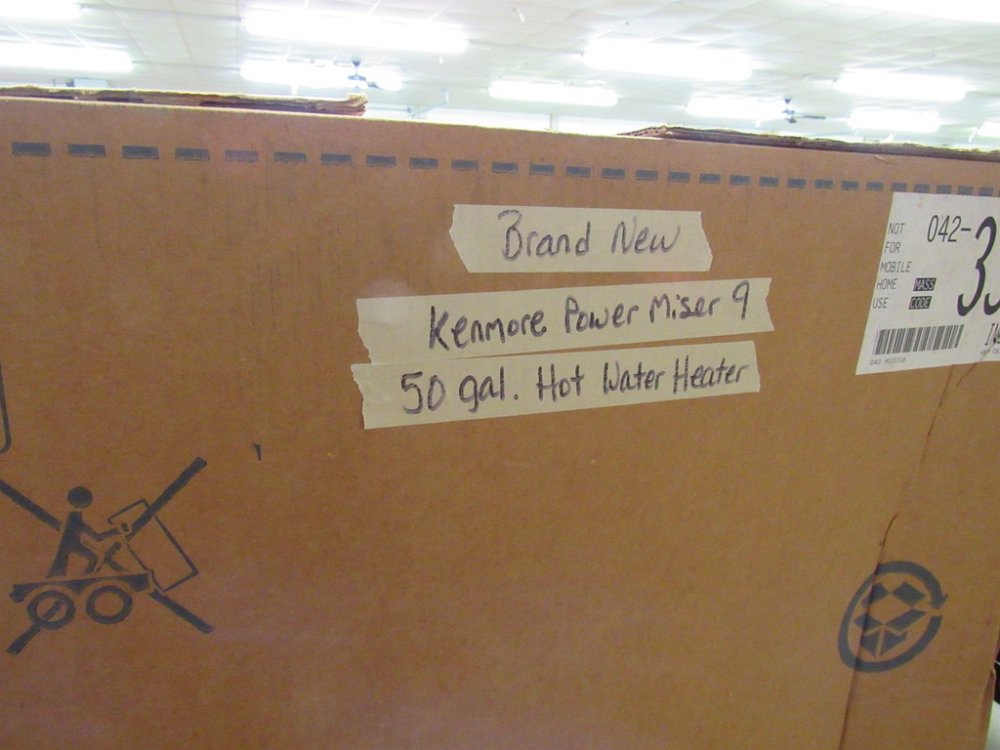 Brand New
Kenmore Power Miser 9
50 gal. Hot Water Heater
NOT
FOR
MOBILE
HOME MASS
USE CODE
042-